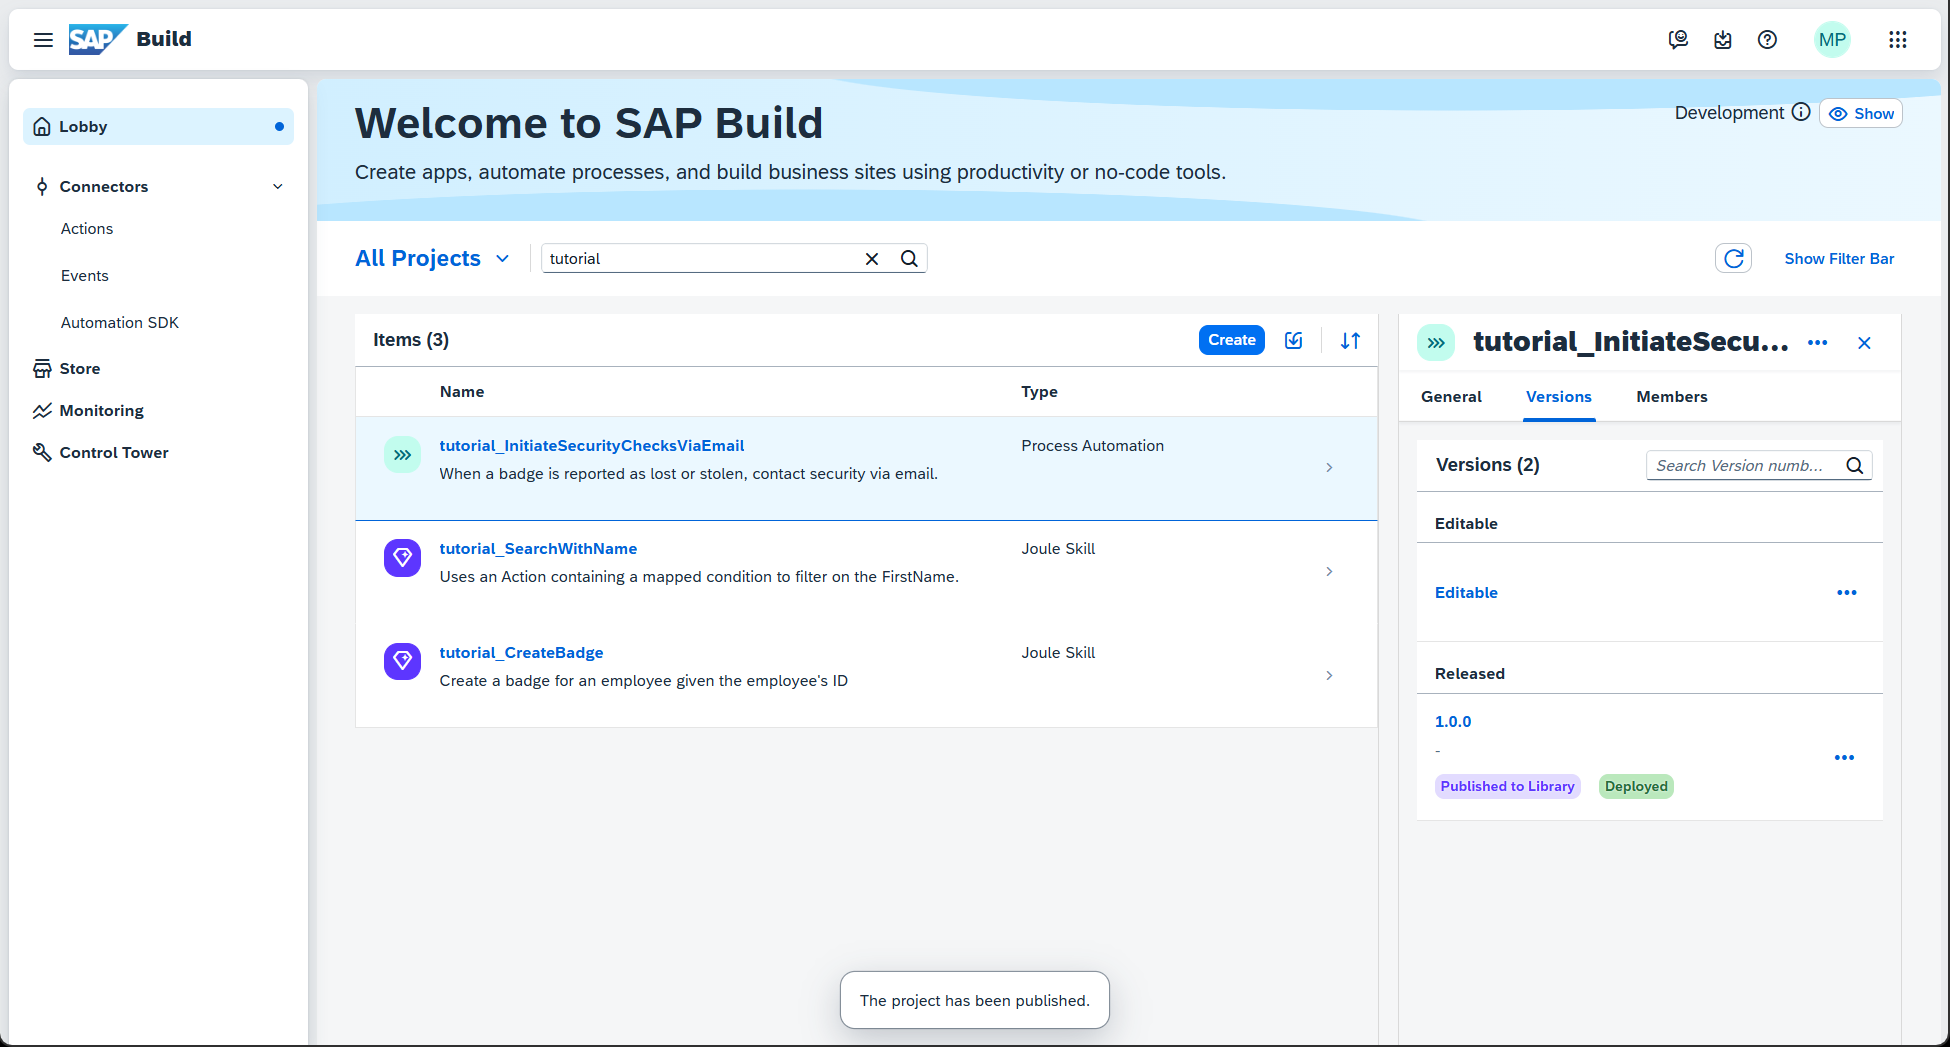 SAP Build
MP
Lobby
Connectors
Actions
Events
Automation SDK
Store
Monitoring
Control Tower
Welcome to SAP Build
Create apps, automate processes, and build business sites using productivity or no-code tools.
Development
Show
All Projects
tutorial
Show Filter Bar
Items (3)
Create
Name
Type
tutorial_InitiateSecurityChecksViaEmail
Process Automation
When a badge is reported as lost or stolen, contact security via email.
tutorial_SearchWithName
Joule Skill
Uses an Action containing a mapped condition to filter on the FirstName.
tutorial_CreateBadge
Joule Skill
Create a badge for an employee given the employee's ID
tutorial_InitiateSecu...
General
Versions
Members
Versions (2)
Search Version numb...
Editable
Editable
Released
1.0.0
-
Published to Library
Deployed
The project has been published.